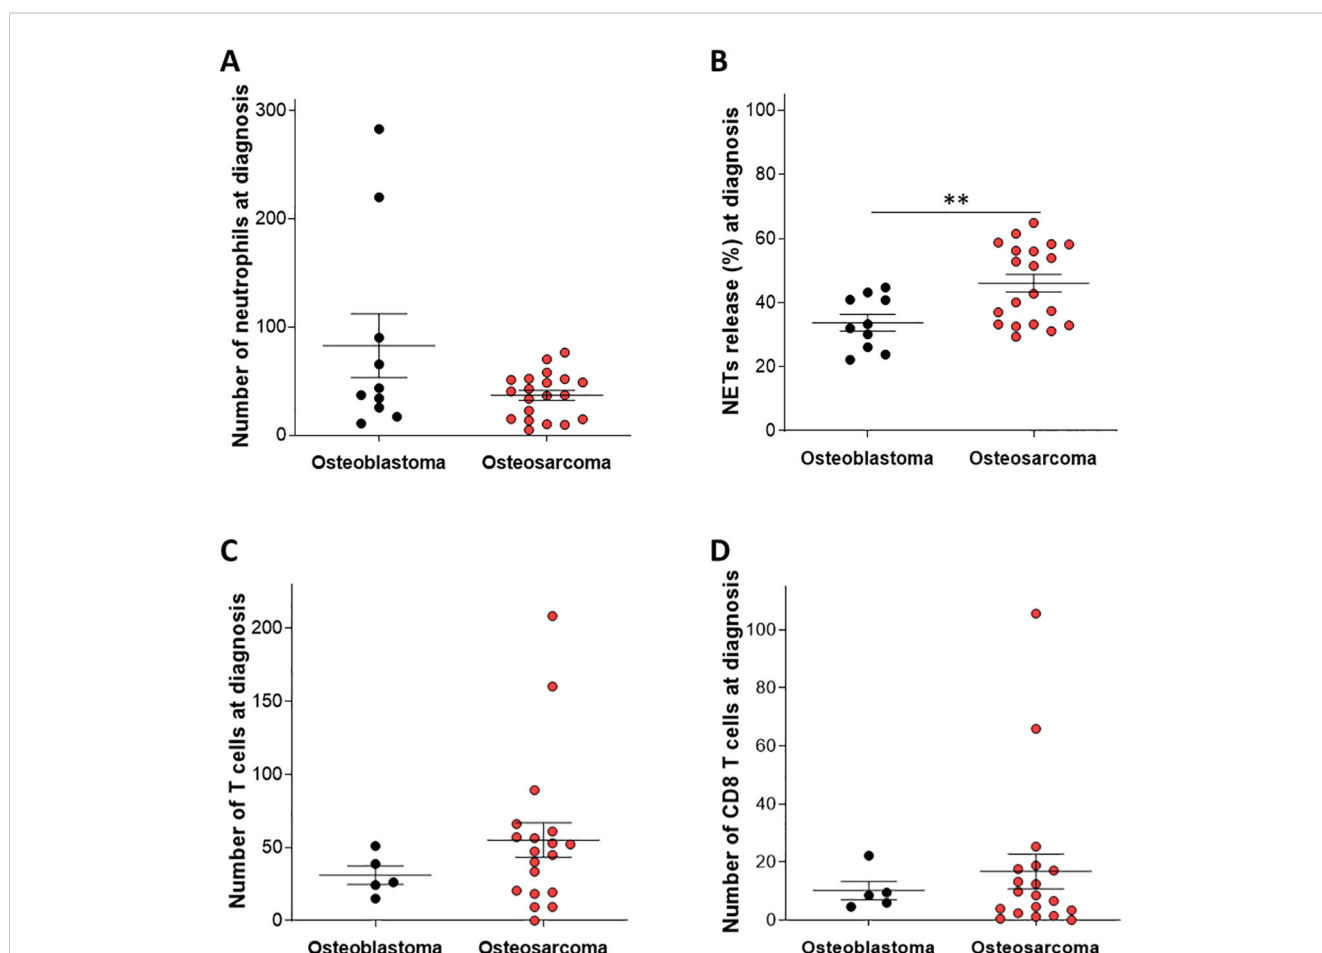 A
Number of neutrophils at diagnosis
300
200
100
0
Osteoblastoma
Osteosarcoma
B
NETs release (%) at diagnosis
100
80
60
40
20
0
**
Osteoblastoma
Osteosarcoma
C
Number of T cells at diagnosis
200
150
100
50
0
Osteoblastoma
Osteosarcoma
D
Number of CD8 T cells at diagnosis
100
80
60
40
20
0
Osteoblastoma
Osteosarcoma